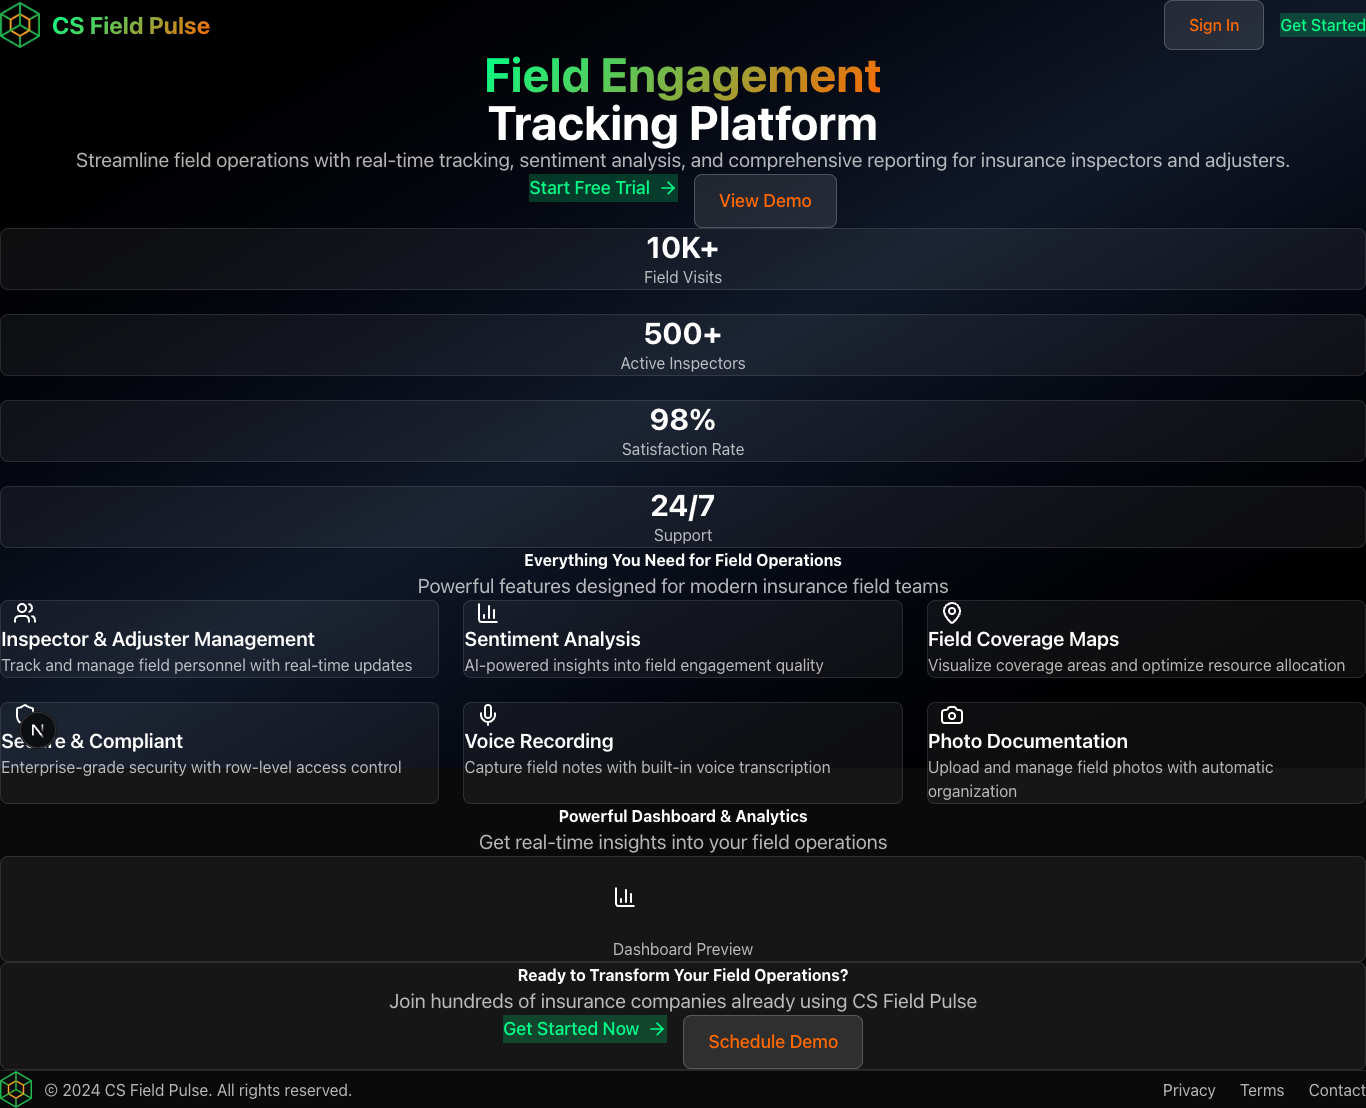 CS Field Pulse
Sign In
Get Started
Field Engagement
Tracking Platform
Streamline field operations with real-time tracking, sentiment analysis, and comprehensive reporting for insurance inspectors and adjusters.
Start Free Trial →
View Demo
10K+
Field Visits
500+
Active Inspectors
98%
Satisfaction Rate
24/7
Support
Everything You Need for Field Operations
Powerful features designed for modern insurance field teams
Inspector & Adjuster Management
Track and manage field personnel with real-time updates
Sentiment Analysis
AI-powered insights into field engagement quality
Field Coverage Maps
Visualize coverage areas and optimize resource allocation
N
Secure & Compliant
Enterprise-grade security with row-level access control
Voice Recording
Capture field notes with built-in voice transcription
Photo Documentation
Upload and manage field photos with automatic
organization
Powerful Dashboard & Analytics
Get real-time insights into your field operations
Dashboard Preview
Ready to Transform Your Field Operations?
Join hundreds of insurance companies already using CS Field Pulse
Get Started Now →
Schedule Demo
© 2024 CS Field Pulse. All rights reserved.
Privacy
Terms
Contact